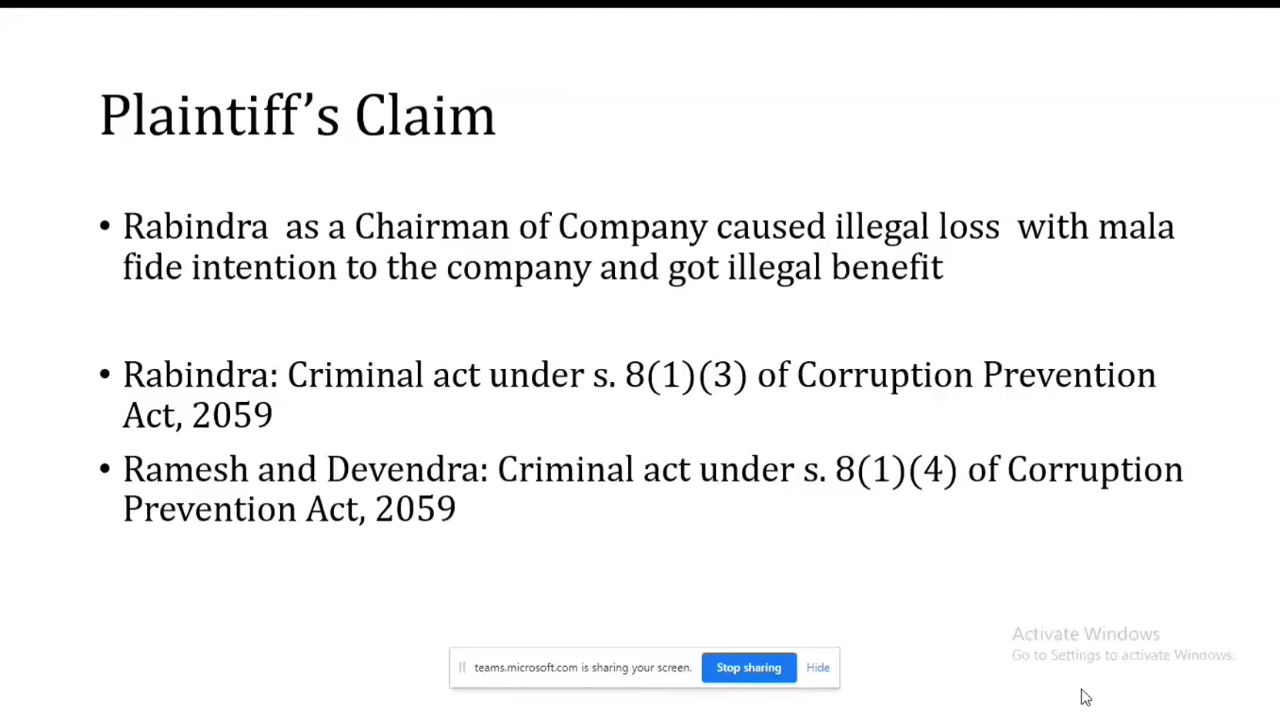 Plaintiff’s Claim
• Rabindra as a Chairman of Company caused illegal loss with mala
fide intention to the company and got illegal benefit
• Rabindra: Criminal act under s. 8(1)(3) of Corruption Prevention
Act, 2059
• Ramesh and Devendra: Criminal act under s. 8(1)(4) of Corruption
Prevention Act, 2059
Activate Windows
Go to Settings to activate Windows.
teams.microsoft.com is sharing your screen. Stop sharing Hide